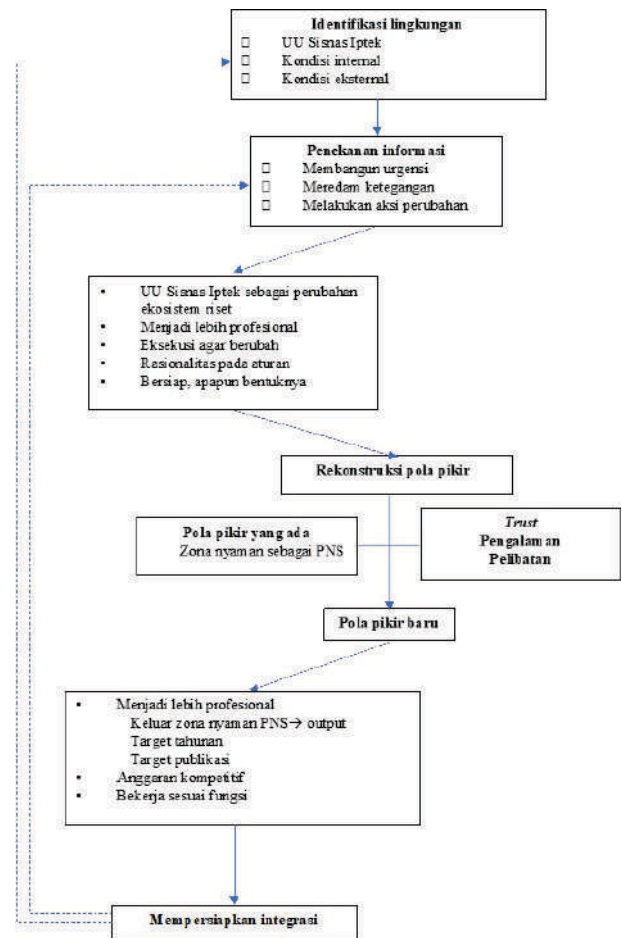 Identifikasi lingkungan
UU Sisnas Iptek
Kondisi internal
Kondisi eksternal
Penekanan informasi
Membangun urgensi
Meredam ketegangan
Melakukan aksi perubahan
• UU Sisnas Iptek sebagai perubahan
ekosistem riset
• Menjadi lebih profesional
• Eksekusi agar berubah
• Rasionalitas pada aturan
• Bersiap, apapun bentuknya
Rekonstruksi pola pikir
Pola pikir yang ada
Zona nyaman sebagai PNS
Trust
Pengalaman
Pelibatan
Pola pikir baru
• Menjadi lebih profesional
Keluar zona nyaman PNS→ output
Target tahunan
Target publikasi
• Anggaran kompetitif
• Bekerja sesuai fungsi
Mempersiapkan integrasi